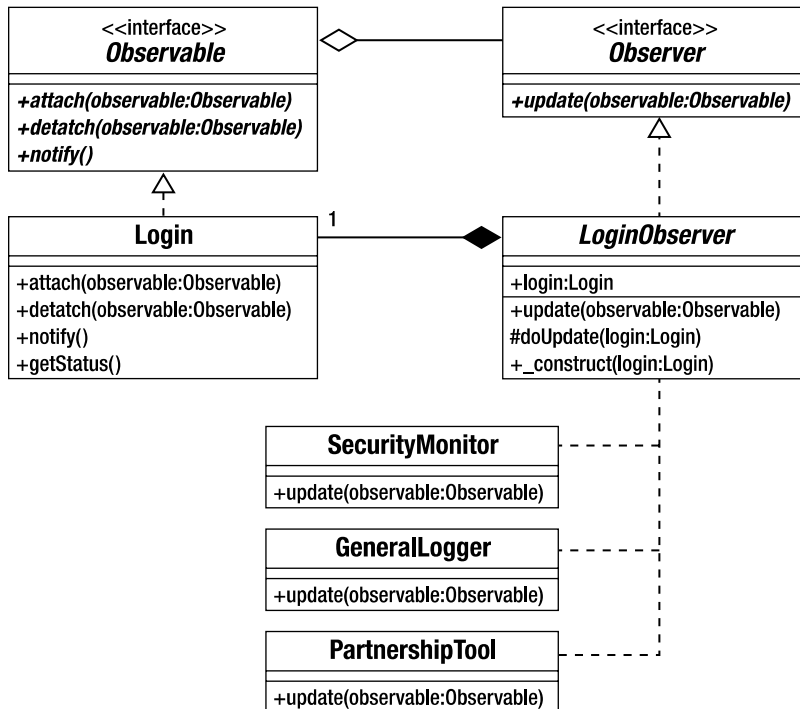 <<interface>>
Observable
+attach(observable:Observable)
+detatch(observable:Observable)
+notify()
<<interface>>
Observer
+update(observable:Observable)
Login
+attach(observable:Observable)
+detatch(observable:Observable)
+notify()
+getStatus()
1
LoginObserver
+login:Login
+update(observable:Observable)
#doUpdate(login:Login)
+_construct(login:Login)
SecurityMonitor
+update(observable:Observable)
GeneralLogger
+update(observable:Observable)
PartnershipTool
+update(observable:Observable)